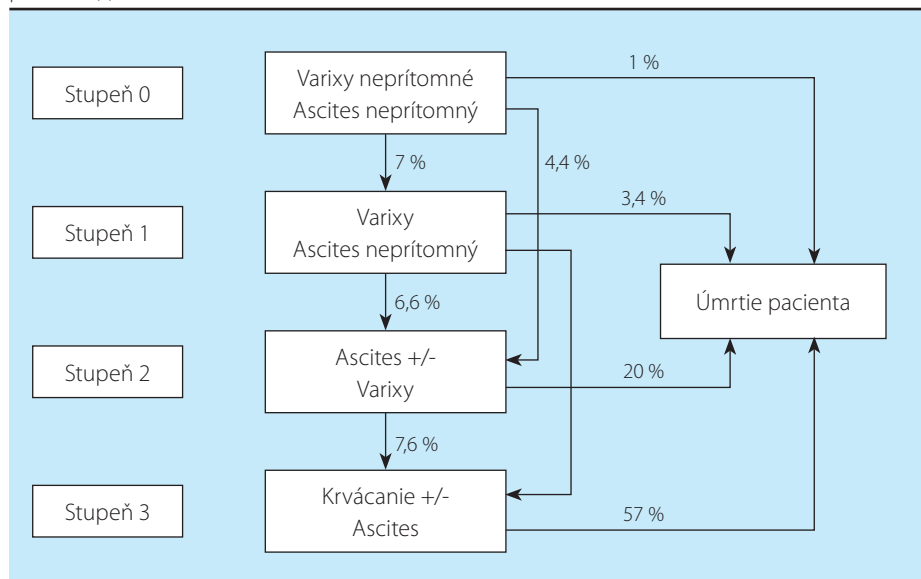 Stupeň 0
Varixy neprítomné
Ascites neprítomný
1 %
7 %
4,4 %
Stupeň 1
Varixy
Ascites neprítomný
3,4 %
Úmrtie pacienta
6,6 %
Stupeň 2
Ascites +/-
Varixy
20 %
7,6 %
Stupeň 3
Krvácanie +/-
Ascites
57 %